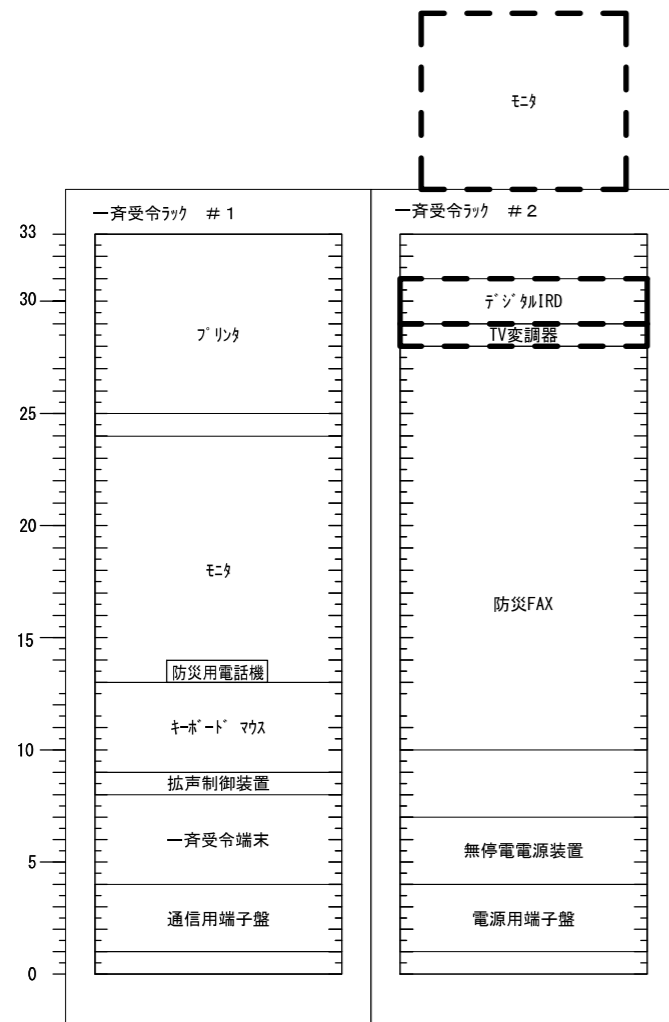 ﾓﾆﾀ
一斉受令ﾗｯｸ ＃１
一斉受令ﾗｯｸ ＃２
33
30
25
20
15
10
5
0
ﾌﾟﾘﾝﾀ
ﾓﾆﾀ
防災用電話機
ｷｰﾎﾞｰﾄﾞ ﾏｳｽ
拡声制御装置
一斉受令端末
通信用端子盤
ﾃﾞｼﾞﾀﾙIRD
TV変調器
防災FAX
無停電電源装置
電源用端子盤